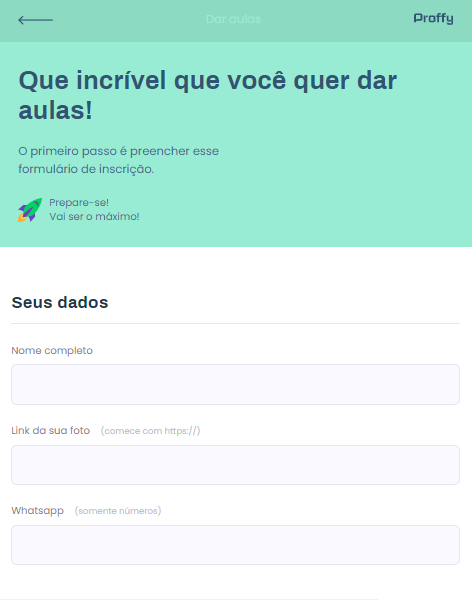 Dar aulas
Proffy
Que incrível que você quer dar
aulas!
O primeiro passo é preencher esse
formulário de inscrição.
Prepare-se!
Vai ser o máximo!
Seus dados
Nome completo
Link da sua foto (comece com https://)
Whatsapp (somente números)